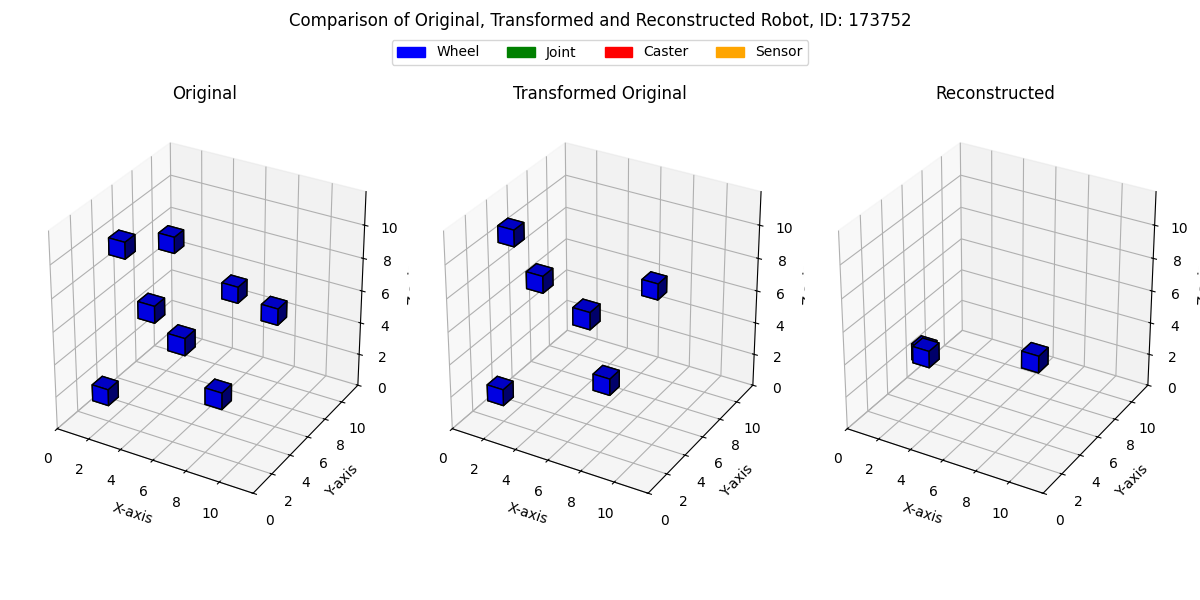 Comparison of Original, Transformed and Reconstructed Robot, ID: 173752
Wheel Joint Caster Sensor
Original Transformed Original Reconstructed
10 10 10
8 8 8
6 6 6
4 4 4
2 2 2
0 0 0
10 10 10
8 8 8
6 6 6
4 4 4
2 2 2
0 0 0
0 2 4 6 8 10 0 2 4 6 8 10 0 2 4 6 8 10
X-axis Y-axis X-axis Y-axis X-axis Y-axis